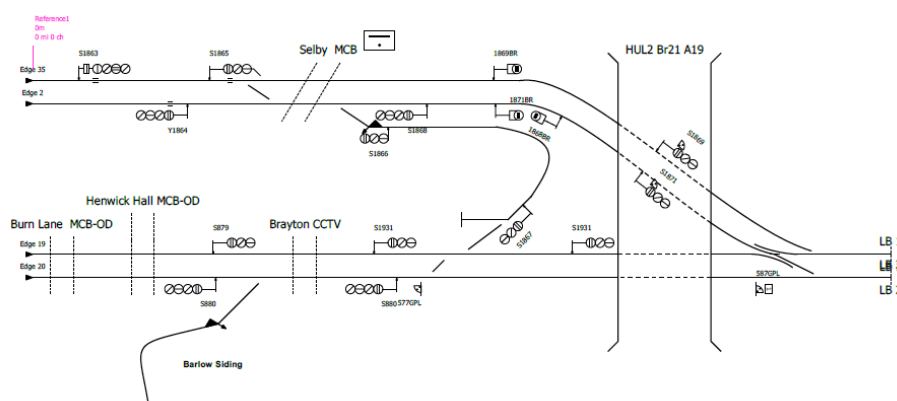 Reference1
0m
0 mi 0 ch
S1863
S1865
Selby MCB
1869BR
HUL2 Br21 A19
Edge 35
Edge 2
Y1864
S1868
1871BR
1868BR
S1866
S1869
S1871
Henwick Hall MCB-OD
Burn Lane MCB-OD
S879
Brayton CCTV
S1931
S1867
S1931
Edge 19
LB
Edge 20
S880
S880
S77GPL
S87GPL
LB
Barlow Siding